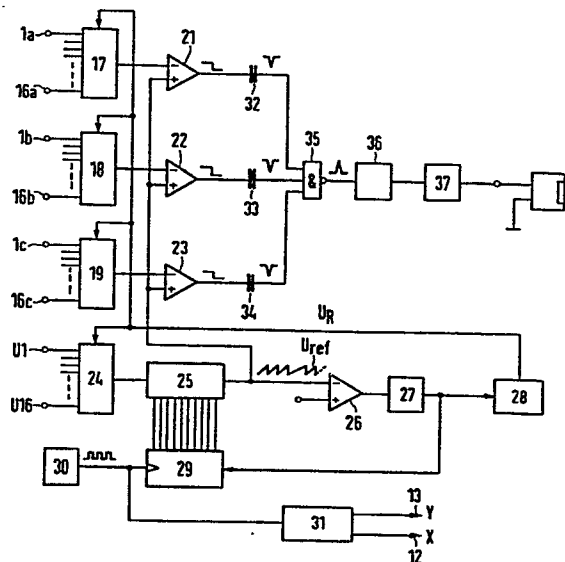 1a
17
16a
21
32
1b
18
16b
22
33
35
&
36
37
1c
19
16c
23
34
UR
U1
24
U16
25
Uref
26
27
28
30
29
31
13
Y
X
12
-
+
-
+
-
+
-
+